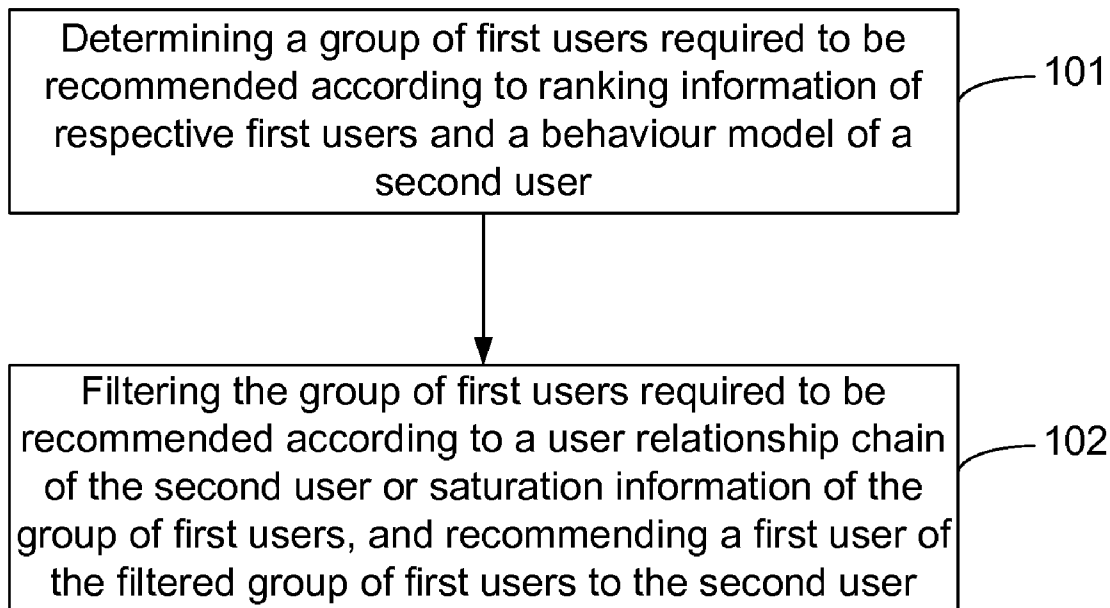 Determining a group of first users required to be
recommended according to ranking information of
respective first users and a behaviour model of a
second user
101
Filtering the group of first users required to be
recommended according to a user relationship chain
of the second user or saturation information of the
group of first users, and recommending a first user of
the filtered group of first users to the second user
102